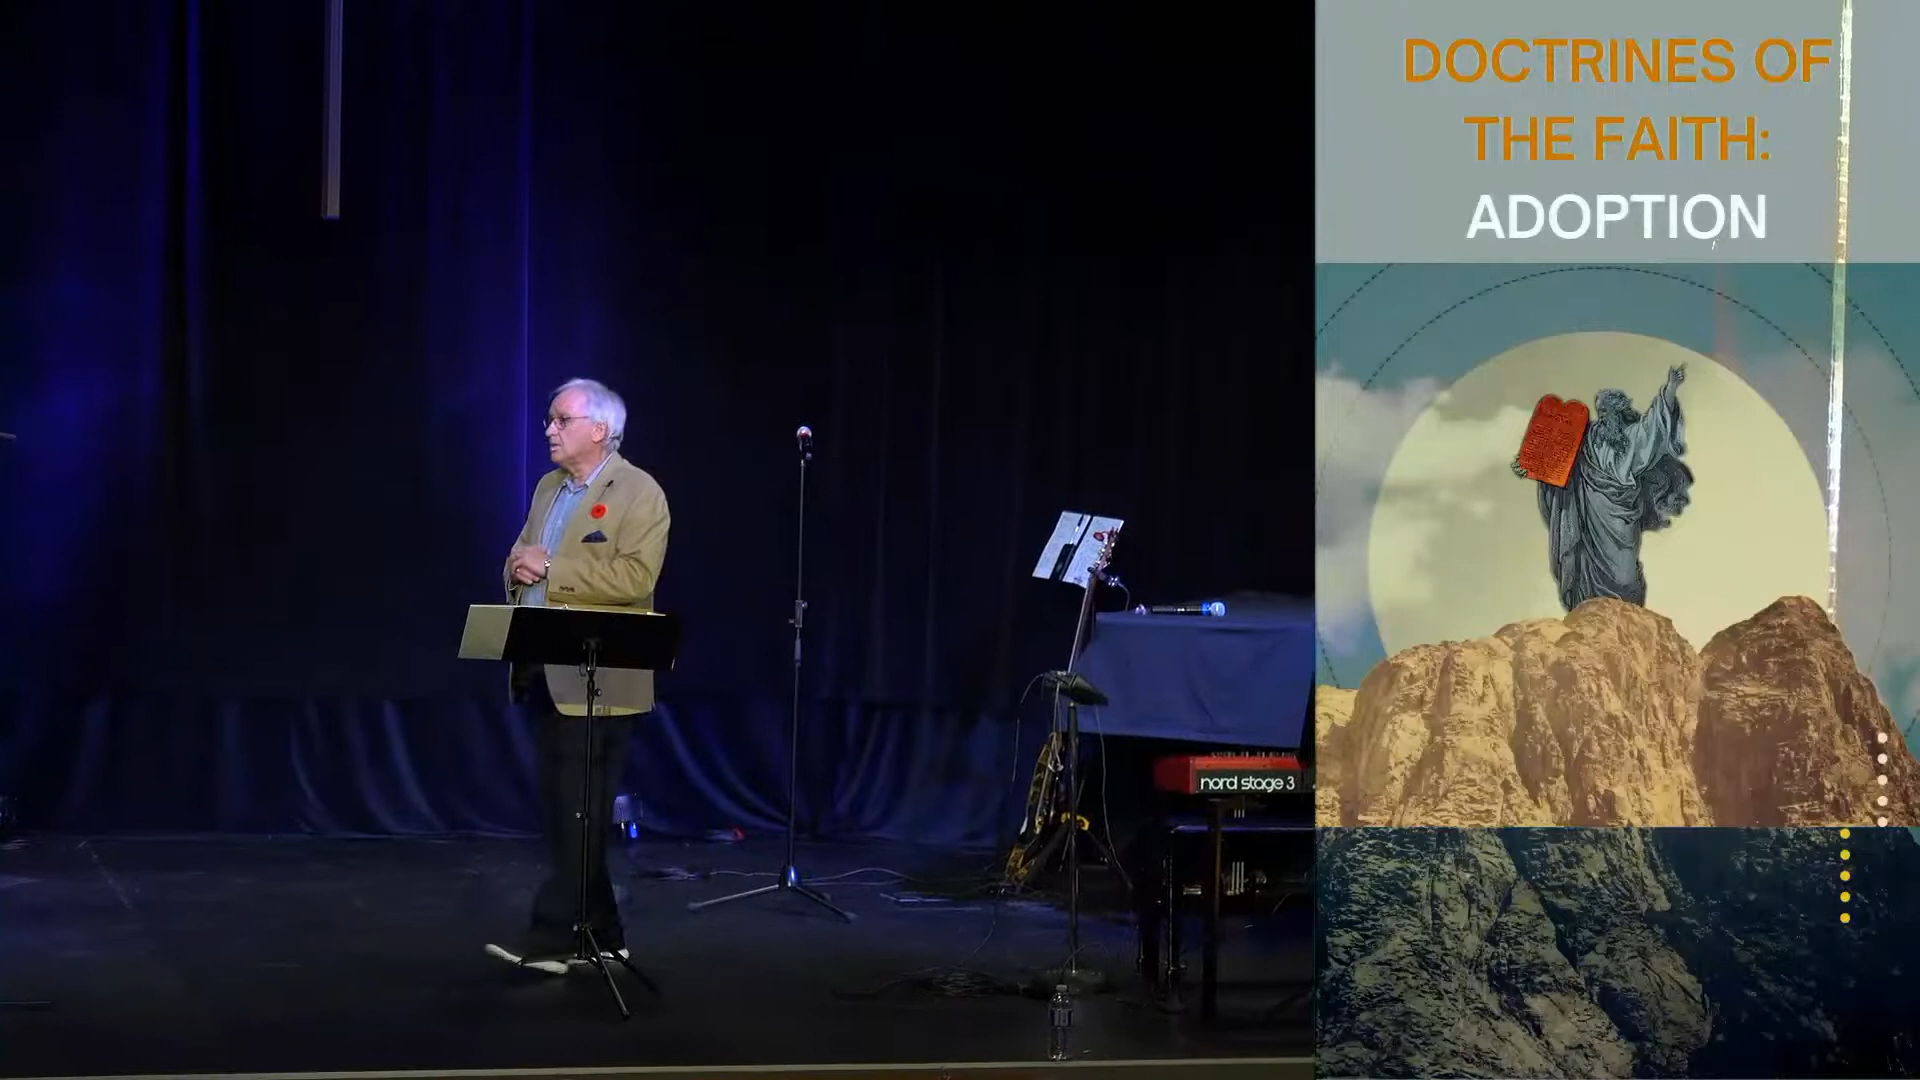 DOCTRINES OF
THE FAITH:
ADOPTION
nord stage 3